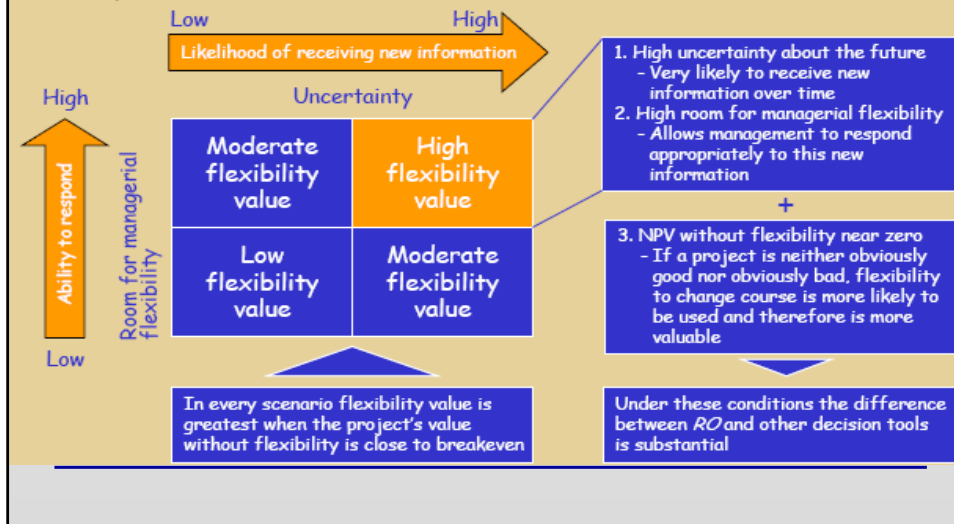 Low
High
Likelihood of receiving new information
Uncertainty
High
Ability to respond
Low
Room for managerial
flexibility
Moderate
flexibility
value
High
flexibility
value
Low
flexibility
value
Moderate
flexibility
value
In every scenario flexibility value is
greatest when the project's value
without flexibility is close to breakeven
1. High uncertainty about the future
- Very likely to receive new
information over time
2. High room for managerial flexibility
- Allows management to respond
appropriately to this new
information
+
3. NPV without flexibility near zero
- If a project is neither obviously
good nor obviously bad, flexibility
to change course is more likely to
be used and therefore is more
valuable
Under these conditions the difference
between RO and other decision tools
is substantial